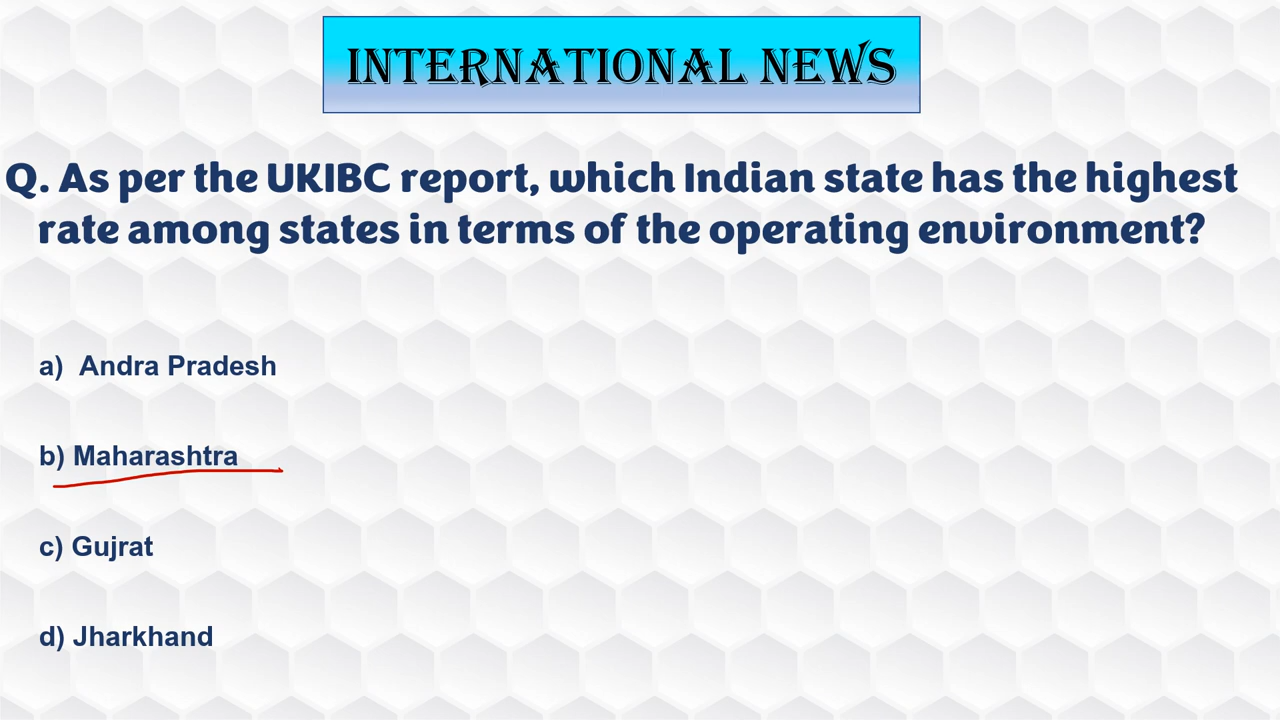 INTERNATIONAL NEWS
Q. As per the UKIBC report, which Indian state has the highest
rate among states in terms of the operating environment?
a) Andra Pradesh
b) Maharashtra
c) Gujrat
d) Jharkhand